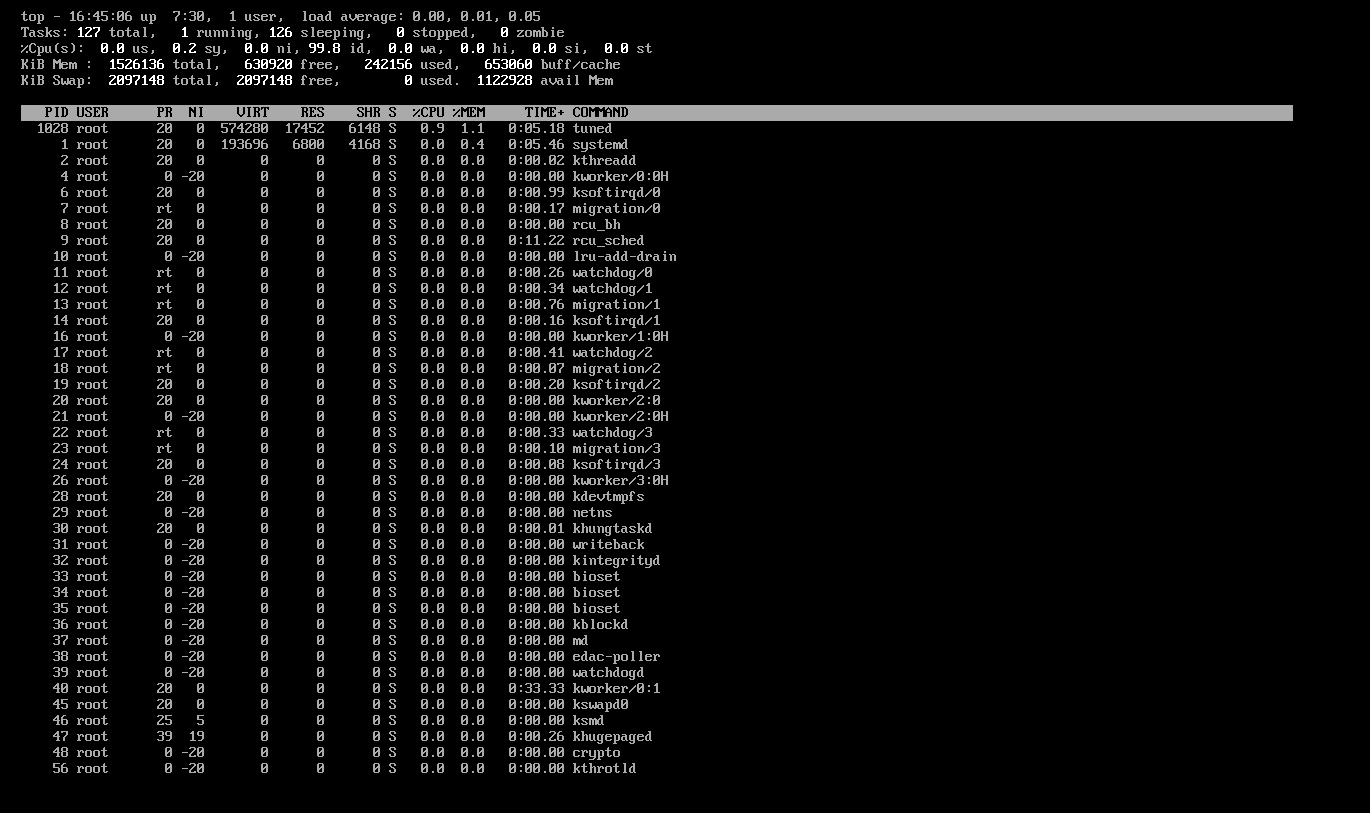 top - 16:45:06 up  7:30,  1 user,  load average: 0.00, 0.01, 0.05
Tasks: 127 total,   1 running, 126 sleeping,   0 stopped,   0 zombie
%Cpu(s):  0.0 us,  0.2 sy,  0.0 ni, 99.8 id,  0.0 wa,  0.0 hi,  0.0 si,  0.0 st
KiB Mem :  1526136 total,   630920 free,   242156 used,   653060 buff/cache
KiB Swap:  2097148 total,  2097148 free,        0 used.  1122928 avail Mem
PID USER      PR  NI    VIRT    RES    SHR S  %CPU %MEM     TIME+ COMMAND
1028 root      20   0  574280  17452   6148 S   0.9  1.1   0:05.18 tuned
1 root      20   0  193696   6800   4168 S   0.0  0.4   0:05.46 systemd
2 root      20   0       0      0      0 S   0.0  0.0   0:00.02 kthreadd
4 root       0 -20       0      0      0 S   0.0  0.0   0:00.00 kworker/0:0H
6 root      20   0       0      0      0 S   0.0  0.0   0:00.99 ksoftirqd/0
7 root      rt   0       0      0      0 S   0.0  0.0   0:00.17 migration/0
8 root      20   0       0      0      0 S   0.0  0.0   0:00.00 rcu_bh
9 root      20   0       0      0      0 S   0.0  0.0   0:11.22 rcu_sched
10 root       0 -20       0      0      0 S   0.0  0.0   0:00.00 lru-add-drain
11 root      rt   0       0      0      0 S   0.0  0.0   0:00.26 watchdog/0
12 root      rt   0       0      0      0 S   0.0  0.0   0:00.34 watchdog/1
13 root      rt   0       0      0      0 S   0.0  0.0   0:00.76 migration/1
14 root      20   0       0      0      0 S   0.0  0.0   0:00.16 ksoftirqd/1
16 root       0 -20       0      0      0 S   0.0  0.0   0:00.00 kworker/1:0H
17 root      rt   0       0      0      0 S   0.0  0.0   0:00.41 watchdog/2
18 root      rt   0       0      0      0 S   0.0  0.0   0:00.07 migration/2
19 root      20   0       0      0      0 S   0.0  0.0   0:00.20 ksoftirqd/2
20 root      20   0       0      0      0 S   0.0  0.0   0:00.00 kworker/2:0
21 root       0 -20       0      0      0 S   0.0  0.0   0:00.00 kworker/2:0H
22 root      rt   0       0      0      0 S   0.0  0.0   0:00.33 watchdog/3
23 root      rt   0       0      0      0 S   0.0  0.0   0:00.10 migration/3
24 root      20   0       0      0      0 S   0.0  0.0   0:00.08 ksoftirqd/3
26 root       0 -20       0      0      0 S   0.0  0.0   0:00.00 kworker/3:0H
28 root      20   0       0      0      0 S   0.0  0.0   0:00.00 kdevtmpfs
29 root       0 -20       0      0      0 S   0.0  0.0   0:00.00 netns
30 root      20   0       0      0      0 S   0.0  0.0   0:00.01 khungtaskd
31 root       0 -20       0      0      0 S   0.0  0.0   0:00.00 writeback
32 root       0 -20       0      0      0 S   0.0  0.0   0:00.00 kintegrityd
33 root       0 -20       0      0      0 S   0.0  0.0   0:00.00 bioset
34 root       0 -20       0      0      0 S   0.0  0.0   0:00.00 bioset
35 root       0 -20       0      0      0 S   0.0  0.0   0:00.00 bioset
36 root       0 -20       0      0      0 S   0.0  0.0   0:00.00 kblockd
37 root       0 -20       0      0      0 S   0.0  0.0   0:00.00 md
38 root       0 -20       0      0      0 S   0.0  0.0   0:00.00 edac-poller
39 root       0 -20       0      0      0 S   0.0  0.0   0:00.00 watchdogd
40 root      20   0       0      0      0 S   0.0  0.0   0:33.33 kworker/0:1
45 root      20   0       0      0      0 S   0.0  0.0   0:00.00 kswapd0
46 root      25   5       0      0      0 S   0.0  0.0   0:00.00 ksmd
47 root      39  19       0      0      0 S   0.0  0.0   0:00.26 khugepaged
48 root       0 -20       0      0      0 S   0.0  0.0   0:00.00 crypto
56 root       0 -20       0      0      0 S   0.0  0.0   0:00.00 kthrotld